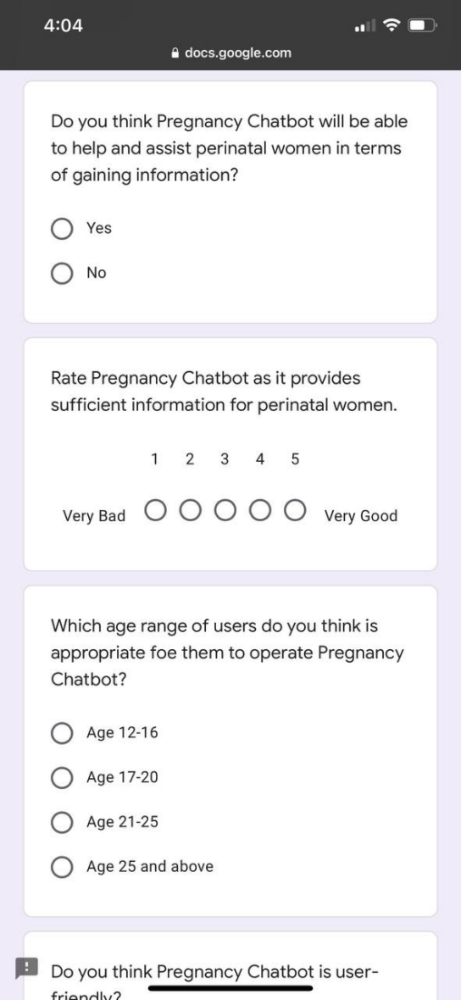 4:04
docs.google.com
Do you think Pregnancy Chatbot will be able
to help and assist perinatal women in terms
of gaining information?
Yes
No
Rate Pregnancy Chatbot as it provides
sufficient information for perinatal women.
1 2 3 4 5
Very Bad Very Good
Which age range of users do you think is
appropriate foe them to operate Pregnancy
Chatbot?
Age 12-16
Age 17-20
Age 21-25
Age 25 and above
Do you think Pregnancy Chatbot is user-
friendly?